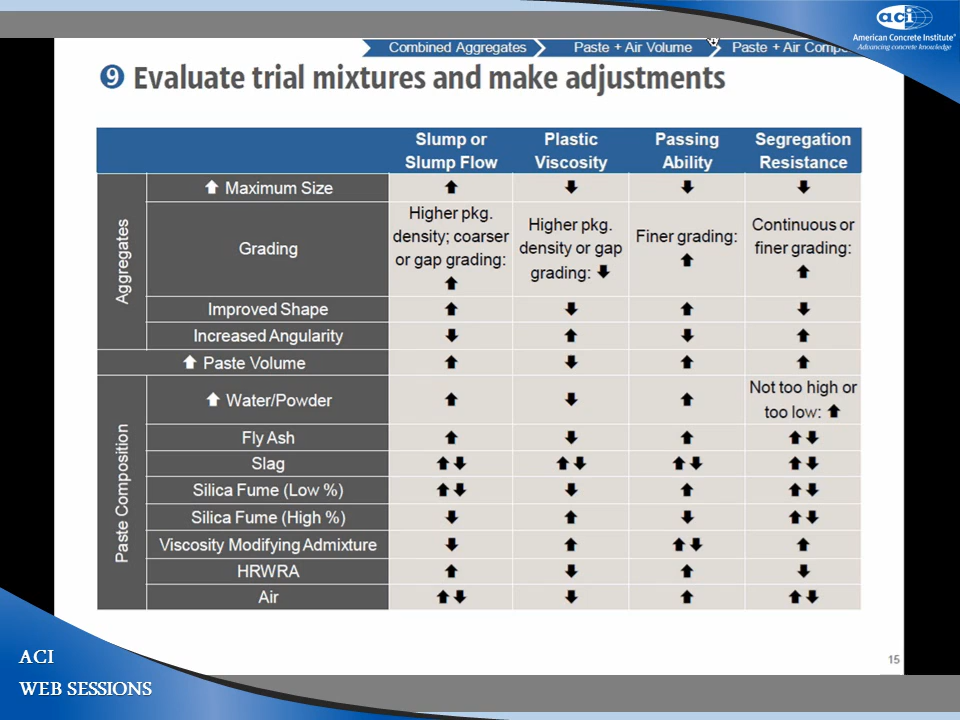 aci
American Concrete Institute®
Advancing concrete knowledge
Combined Aggregates
Paste + Air Volume
Paste + Air
❾ Evaluate trial mixtures and make adjustments
Slump or
Slump Flow
Plastic
Viscosity
Passing
Ability
Segregation
Resistance
Aggregates
⬆ Maximum Size ⬆ ⬇ ⬇ ⬇
Grading
Higher pkg.
density; coarser
or gap grading:
⬆
Higher pkg.
density or gap
grading: ⬇
Finer grading:
⬆
Continuous or
finer grading:
⬆
Improved Shape ⬆ ⬇ ⬆ ⬇
Increased Angularity ⬇ ⬆ ⬇ ⬆
⬆ Paste Volume ⬆ ⬇ ⬆ ⬆
Paste Composition
⬆ Water/Powder ⬆ ⬇ ⬆
Not too high or
too low: ⬆
Fly Ash ⬆ ⬇ ⬆ ⬆⬇
Slag ⬆⬇ ⬆⬇ ⬆⬇ ⬆⬇
Silica Fume (Low %) ⬆⬇ ⬇ ⬆ ⬆⬇
Silica Fume (High %) ⬇ ⬆ ⬇ ⬆⬇
Viscosity Modifying Admixture ⬇ ⬆ ⬆⬇ ⬆
HRWRA ⬆ ⬇ ⬆ ⬇
Air ⬆⬇ ⬇ ⬆ ⬆⬇
15
ACI
WEB SESSIONS